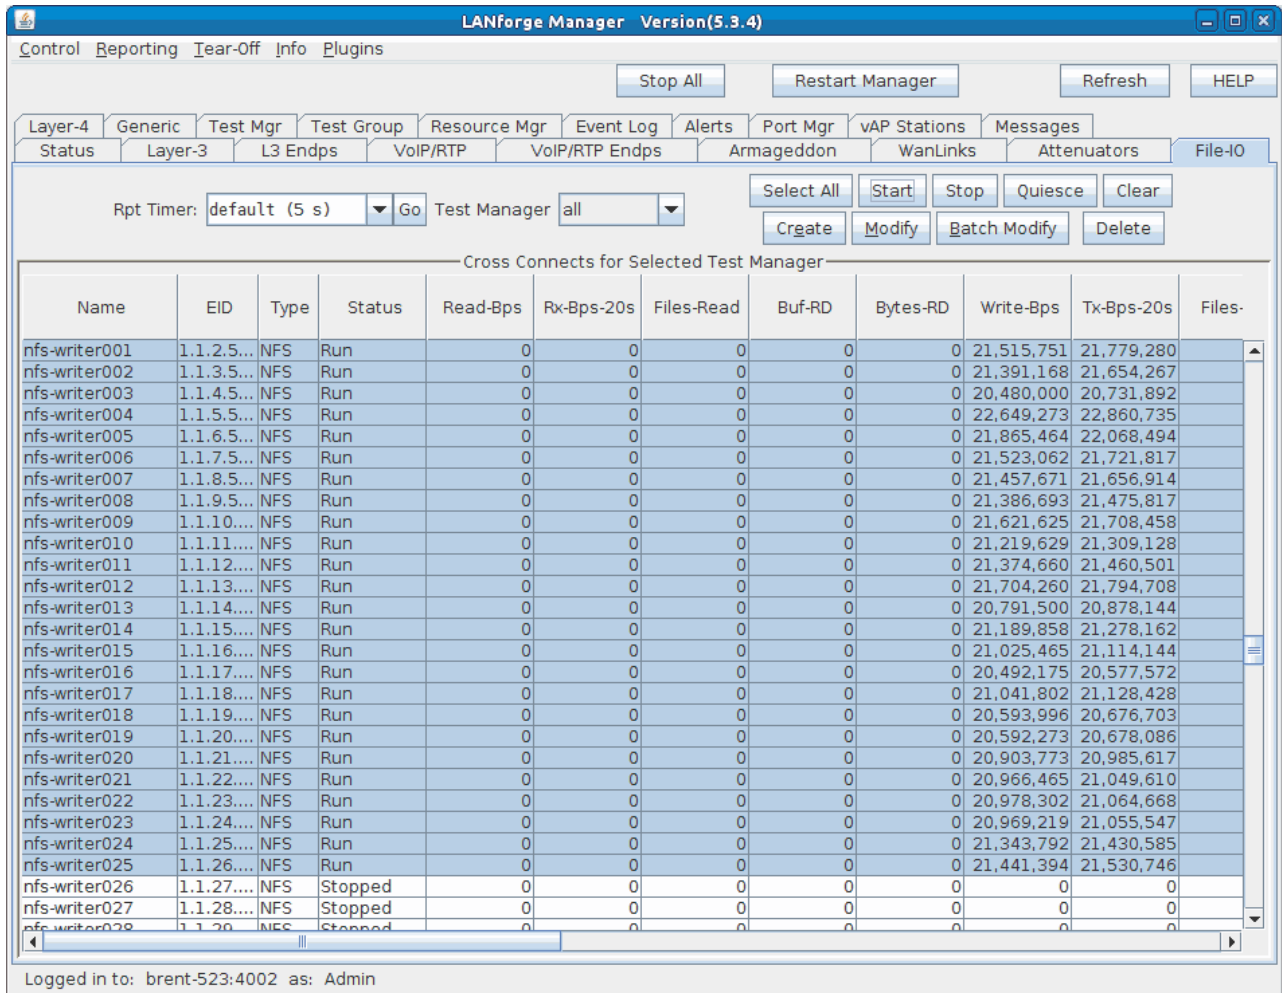 LANforge Manager   Version(5.3.4)
Control Reporting Tear-Off Info Plugins
Stop All Restart Manager Refresh HELP
Layer-4 Generic Test Mgr Test Group Resource Mgr Event Log Alerts Port Mgr vAP Stations Messages
Status Layer-3 L3 Endps VoIP/RTP VoIP/RTP Endps Armageddon WanLinks Attenuators File-IO
Select All Start Stop Quiesce Clear
Rpt Timer: default (5 s) Go Test Manager all
Create Modify Batch Modify Delete
Cross Connects for Selected Test Manager
Name EID Type Status Read-Bps Rx-Bps-20s Files-Read Buf-RD Bytes-RD Write-Bps Tx-Bps-20s Files-
nfs-writer001 1.1.2.5... NFS Run 0 0 0 0 0 21,515,751 21,779,280
nfs-writer002 1.1.3.5... NFS Run 0 0 0 0 0 21,391,168 21,654,267
nfs-writer003 1.1.4.5... NFS Run 0 0 0 0 0 20,480,000 20,731,892
nfs-writer004 1.1.5.5... NFS Run 0 0 0 0 0 22,649,273 22,860,735
nfs-writer005 1.1.6.5... NFS Run 0 0 0 0 0 21,865,464 22,068,494
nfs-writer006 1.1.7.5... NFS Run 0 0 0 0 0 21,523,062 21,721,817
nfs-writer007 1.1.8.5... NFS Run 0 0 0 0 0 21,457,671 21,656,914
nfs-writer008 1.1.9.5... NFS Run 0 0 0 0 0 21,386,693 21,475,817
nfs-writer009 1.1.10.... NFS Run 0 0 0 0 0 21,621,625 21,708,458
nfs-writer010 1.1.11.... NFS Run 0 0 0 0 0 21,219,629 21,309,128
nfs-writer011 1.1.12.... NFS Run 0 0 0 0 0 21,374,660 21,460,501
nfs-writer012 1.1.13.... NFS Run 0 0 0 0 0 21,704,260 21,794,708
nfs-writer013 1.1.14.... NFS Run 0 0 0 0 0 20,791,500 20,878,144
nfs-writer014 1.1.15.... NFS Run 0 0 0 0 0 21,189,858 21,278,162
nfs-writer015 1.1.16.... NFS Run 0 0 0 0 0 21,025,465 21,114,144
nfs-writer016 1.1.17.... NFS Run 0 0 0 0 0 20,492,175 20,577,572
nfs-writer017 1.1.18.... NFS Run 0 0 0 0 0 21,041,802 21,128,428
nfs-writer018 1.1.19.... NFS Run 0 0 0 0 0 20,593,996 20,676,703
nfs-writer019 1.1.20.... NFS Run 0 0 0 0 0 20,592,273 20,678,086
nfs-writer020 1.1.21.... NFS Run 0 0 0 0 0 20,903,773 20,985,617
nfs-writer021 1.1.22.... NFS Run 0 0 0 0 0 20,966,465 21,049,610
nfs-writer022 1.1.23.... NFS Run 0 0 0 0 0 20,978,302 21,064,668
nfs-writer023 1.1.24.... NFS Run 0 0 0 0 0 20,969,219 21,055,547
nfs-writer024 1.1.25.... NFS Run 0 0 0 0 0 21,343,792 21,430,585
nfs-writer025 1.1.26.... NFS Run 0 0 0 0 0 21,441,394 21,530,746
nfs-writer026 1.1.27.... NFS Stopped 0 0 0 0 0 0 0
nfs-writer027 1.1.28.... NFS Stopped 0 0 0 0 0 0 0
nfs-writer028 1.1.29.... NFS Stopped 0 0 0 0 0 0 0
Logged in to:  brent-523:4002  as:  Admin